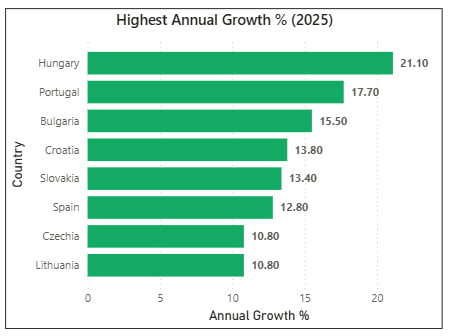 Highest Annual Growth % (2025)
Country
Hungary 21.10
Portugal 17.70
Bulgaria 15.50
Croatia 13.80
Slovakia 13.40
Spain 12.80
Czechia 10.80
Lithuania 10.80
0 5 10 15 20
Annual Growth %